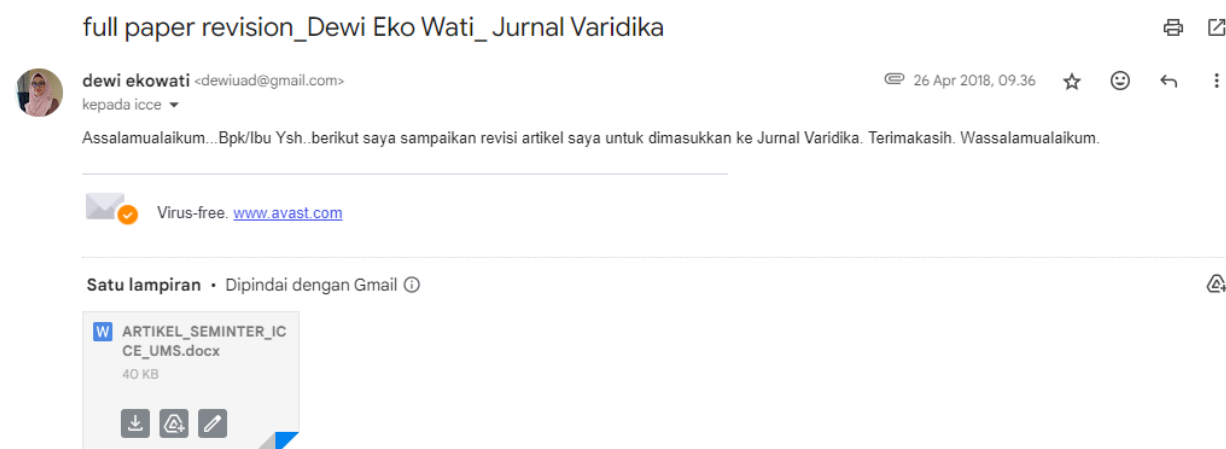 full paper revision_Dewi Eko Wati_ Jurnal Varidika
dewi ekowati <dewiuad@gmail.com>
26 Apr 2018, 09.36
kepada icce
Assalamualaikum...Bpk/Ibu Ysh..berikut saya sampaikan revisi artikel saya untuk dimasukkan ke Jurnal Varidika. Terimakasih. Wassalamualaikum.
Virus-free. www.avast.com
Satu lampiran • Dipindai dengan Gmail
W ARTIKEL_SEMINTER_IC
CE_UMS.docx
40 KB